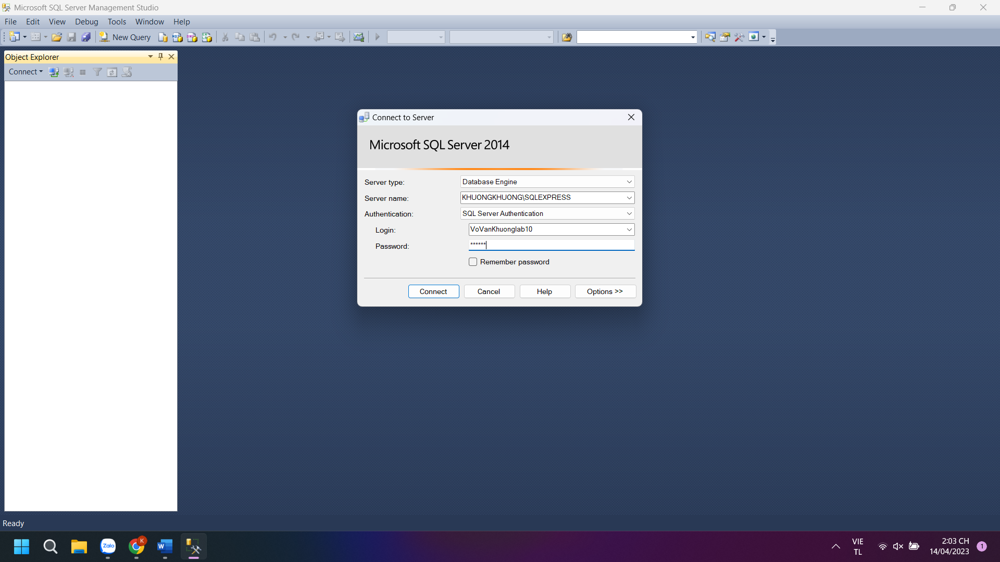 Microsoft SQL Server Management Studio
File Edit View Debug Tools Window Help
New Query
Object Explorer
Connect
Connect to Server
Microsoft SQL Server 2014
Server type: Database Engine
Server name: KHUONGKHUONG\SQLEXPRESS
Authentication: SQL Server Authentication
Login: VoVanKhuonglab10
Password: ******
Remember password
Connect Cancel Help Options >>
Ready
Zalo K W VIE 2:03 CH
TL 14/04/2023 1